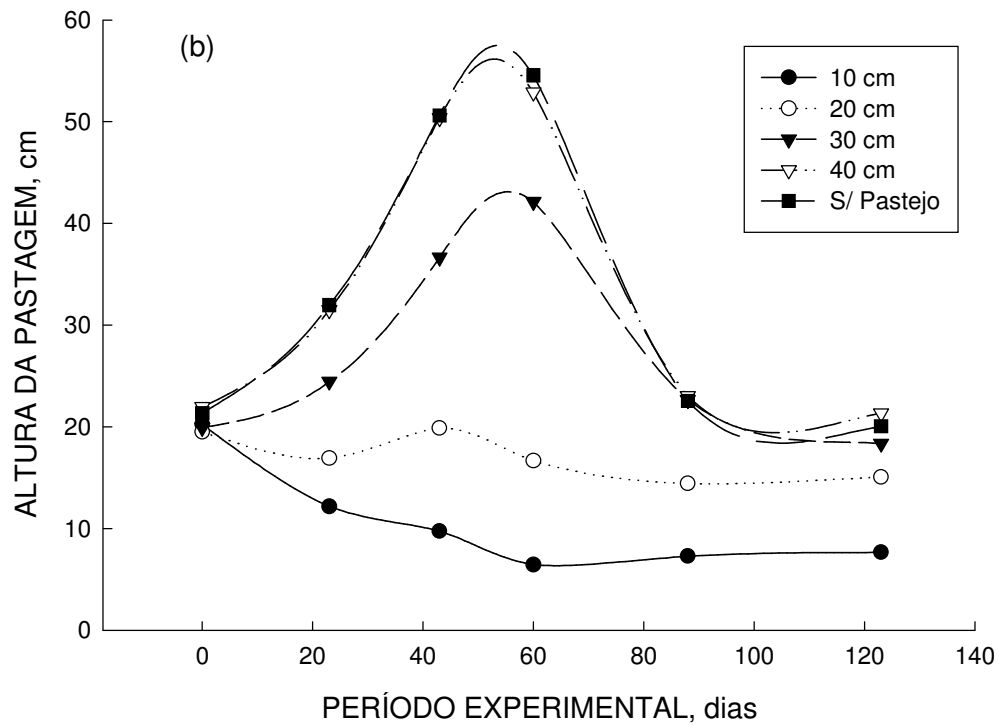 (b)
ALTURA DA PASTAGEM, cm
60
50
40
30
20
10
0
10 cm
20 cm
30 cm
40 cm
S/ Pastejo
0 20 40 60 80 100 120 140
PERÍODO EXPERIMENTAL, dias